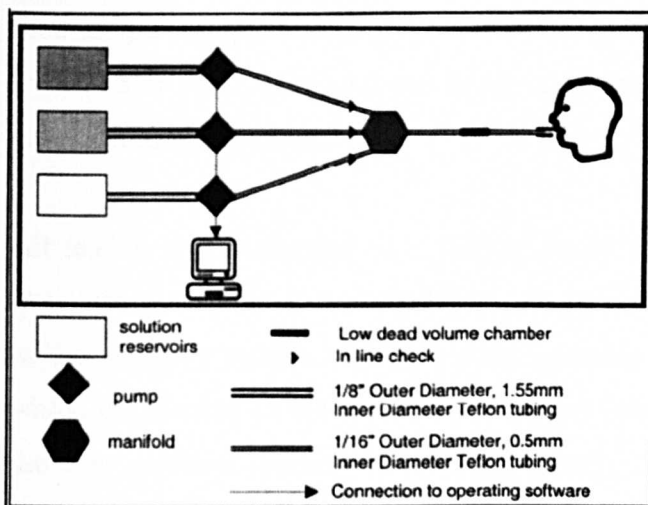 solution
reservoirs
pump
manifold
Low dead volume chamber
In line check
1/8" Outer Diameter, 1.55mm
Inner Diameter Teflon tubing
1/16" Outer Diameter, 0.5mm
Inner Diameter Teflon tubing
Connection to operating software